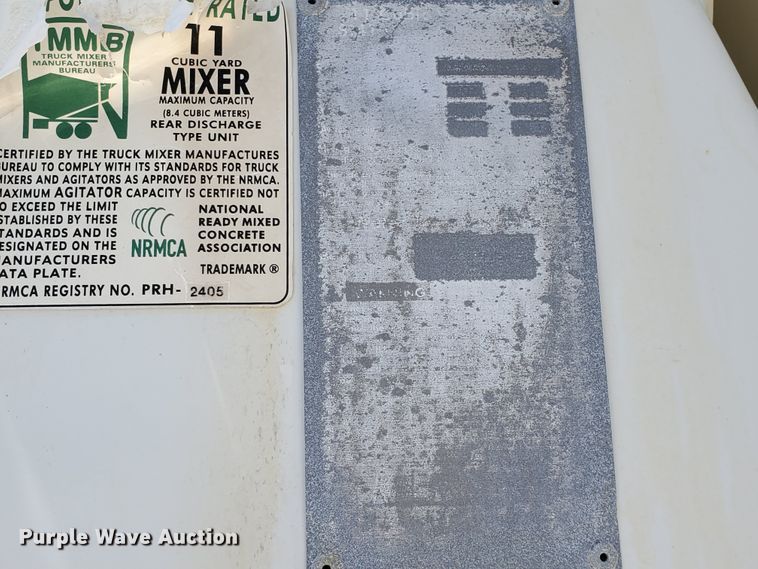 RATED
TMMB
TRUCK MIXER
MANUFACTURERS
BUREAU
11
CUBIC YARD
MIXER
MAXIMUM CAPACITY
(8.4 CUBIC METERS)
REAR DISCHARGE
TYPE UNIT
CERTIFIED BY THE TRUCK MIXER MANUFACTURES
BUREAU TO COMPLY WITH ITS STANDARDS FOR TRUCK
MIXERS AND AGITATORS AS APPROVED BY THE NRMCA.
MAXIMUM AGITATOR CAPACITY IS CERTIFIED NOT
TO EXCEED THE LIMIT
ESTABLISHED BY THESE
STANDARDS AND IS
DESIGNATED ON THE
MANUFACTURERS
DATA PLATE.
NRMCA
NATIONAL
READY MIXED
CONCRETE
ASSOCIATION
TRADEMARK ®
NRMCA REGISTRY NO. PRH- 2405
WARNING
Purple Wave Auction